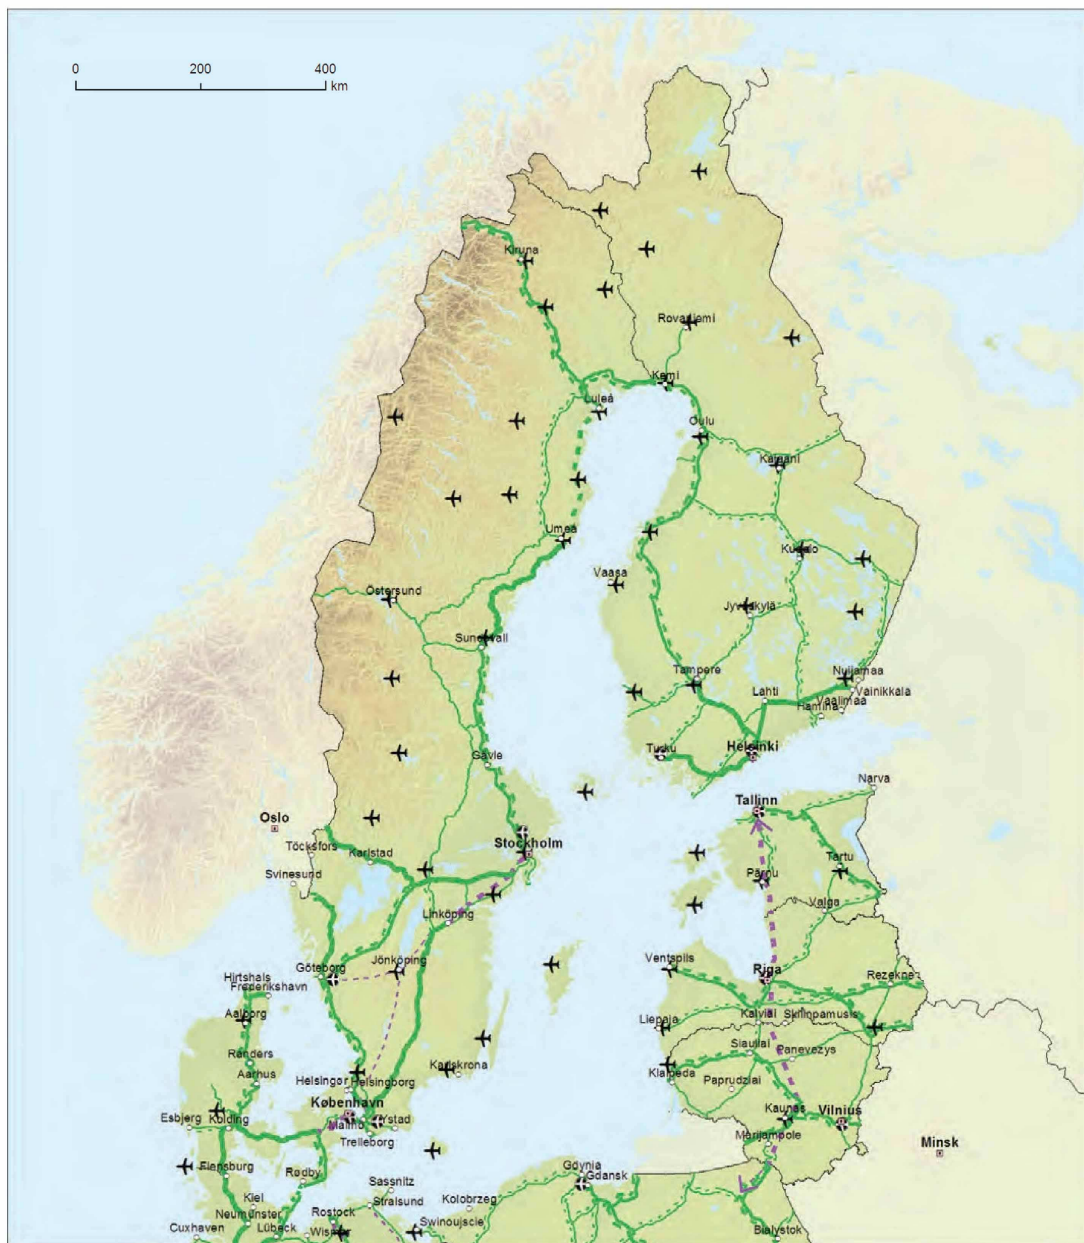 0 200 400
km
Kiruna
Rovaniemi
Kemi
Luleå
Oulu
Kajaani
Umeå
Kuopio
Vaasa
Östersund
Jyväskylä
Sundsvall
Tampere
Nuijamaa
Vainikkala
Lahti
Vaalimaa
Hamina
Turku
Helsinki
Gävle
Narva
Tallinn
Oslo
Stockholm
Töcksfors
Karlstad
Tartu
Svinesund
Pärnu
Valga
Linköping
Ventspils
Jönköping
Göteborg
Riga
Rezekne
Hirtshals
Frederikshavn
Aalborg
Liepaja
Kalviai
Skilinpamusis
Siauliai
Panevezys
Randers
Aarhus
Karlskrona
Klaipeda
Paprudziai
Helsingør
Helsingborg
København
Kaunas
Vilnius
Esbjerg
Kolding
Malmö
Ystad
Trelleborg
Marijampole
Minsk
Flensburg
Rødby
Gdynia
Gdansk
Sassnitz
Stralsund
Kolobrzeg
Kiel
Neumünster
Rostock
Cuxhaven
Lübeck
Wismar
Swinoujscie
Bialystok